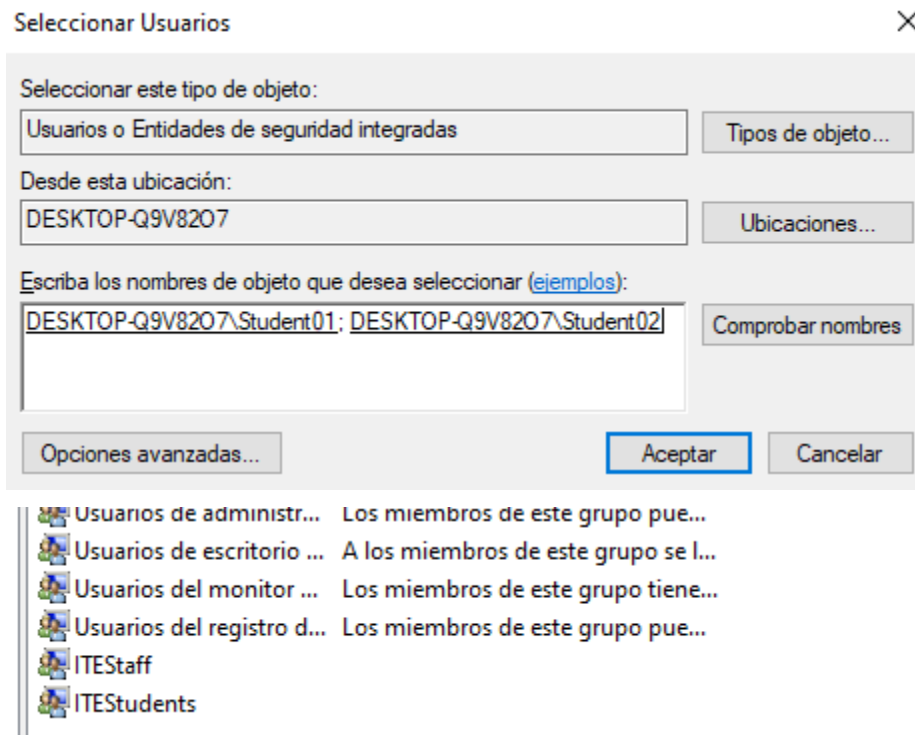 Seleccionar Usuarios
Seleccionar este tipo de objeto:
Usuarios o Entidades de seguridad integradas
Tipos de objeto...
Desde esta ubicación:
DESKTOP-Q9V82O7
Ubicaciones...
Escriba los nombres de objeto que desea seleccionar (ejemplos):
DESKTOP-Q9V82O7\Student01; DESKTOP-Q9V82O7\Student02
Comprobar nombres
Opciones avanzadas...
Aceptar
Cancelar
Usuarios de administr... Los miembros de este grupo pue...
Usuarios de escritorio ... A los miembros de este grupo se l...
Usuarios del monitor ... Los miembros de este grupo tiene...
Usuarios del registro d... Los miembros de este grupo pue...
ITEStaff
ITEStudents